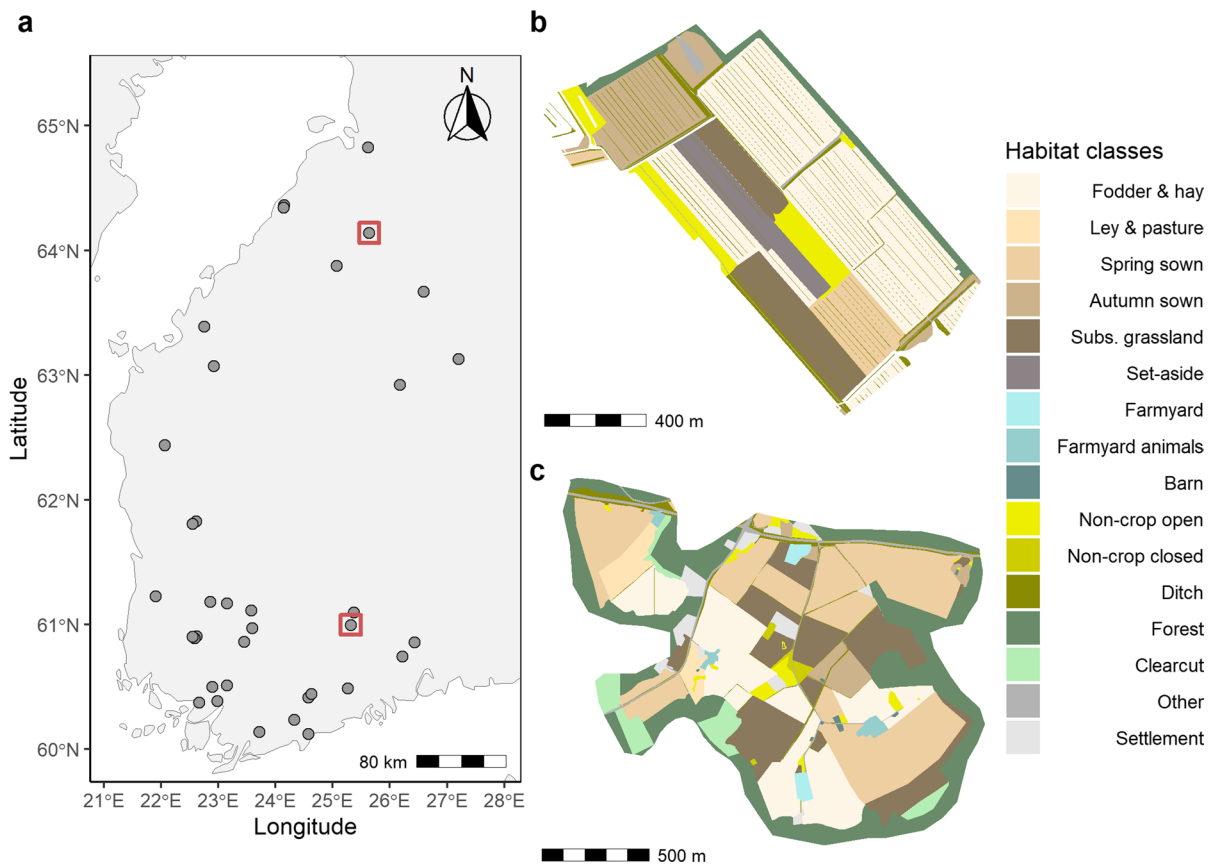 a
N
65°N
64°N
63°N
62°N
61°N
60°N
Latitude
80 km
21°E 22°E 23°E 24°E 25°E 26°E 27°E 28°E
Longitude
b
400 m
c
500 m
Habitat classes
Fodder & hay
Ley & pasture
Spring sown
Autumn sown
Subs. grassland
Set-aside
Farmyard
Farmyard animals
Barn
Non-crop open
Non-crop closed
Ditch
Forest
Clearcut
Other
Settlement